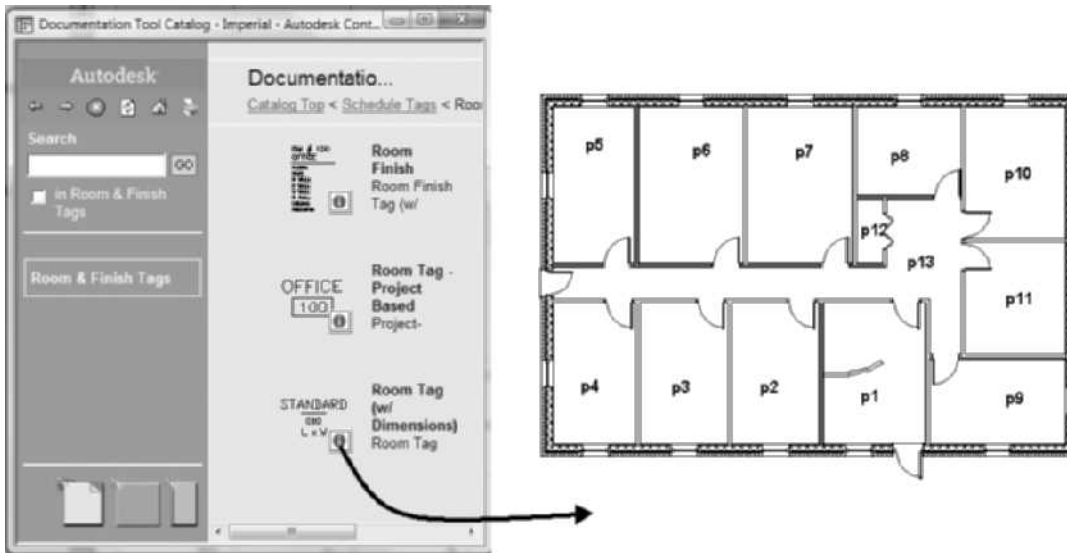 Documentation Tool Catalog - Imperial - Autodesk Cont...
Autodesk
Search
GO
in Room & Finish
Tags
Room & Finish Tags
Documentatio...
Catalog Top < Schedule Tags < Roo
Room
Finish
Room Finish
Tag (w/
OFFICE
100
Room Tag -
Project
Based
Project-
STANDARD
L x W
Room Tag
(w/
Dimensions)
Room Tag
p5
p6
p7
p8
p10
p12
p13
p11
p4
p3
p2
p1
p9